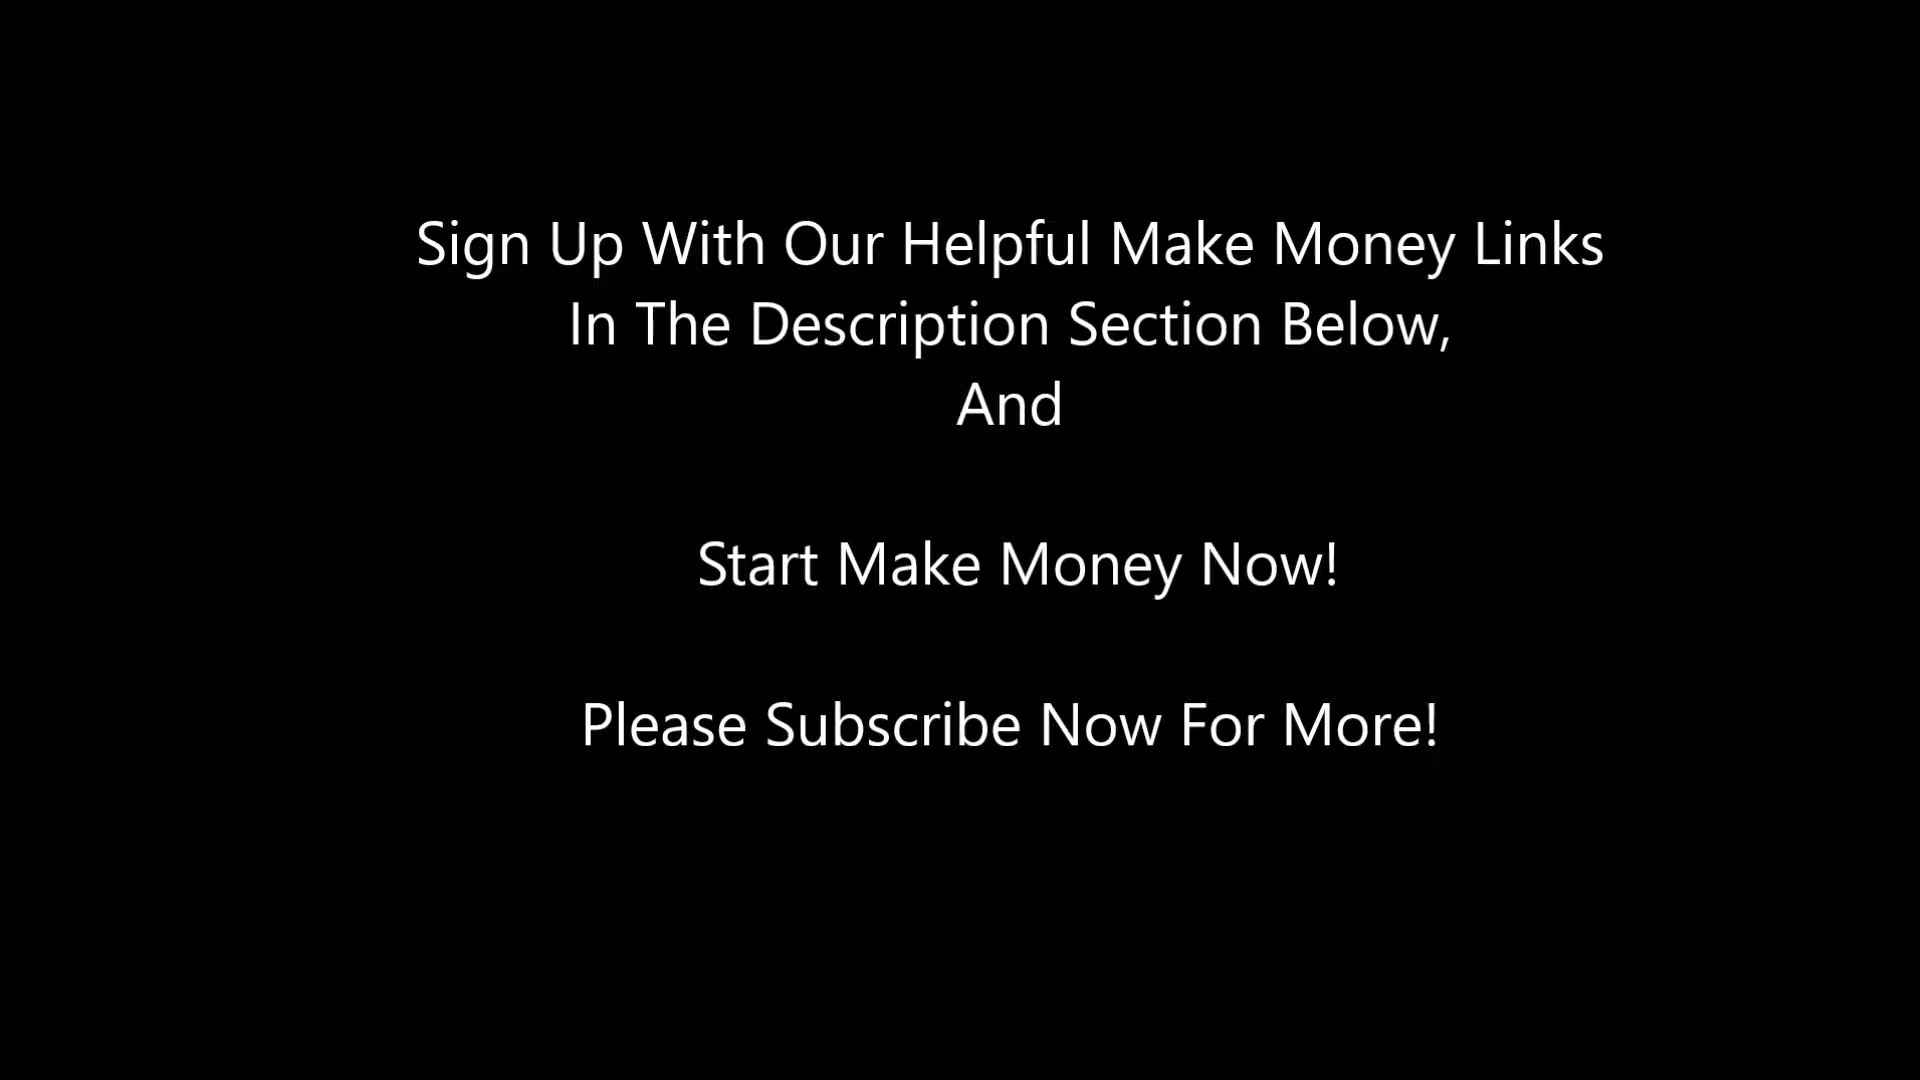 Sign Up With Our Helpful Make Money Links
In The Description Section Below,
And
Start Make Money Now!
Please Subscribe Now For More!